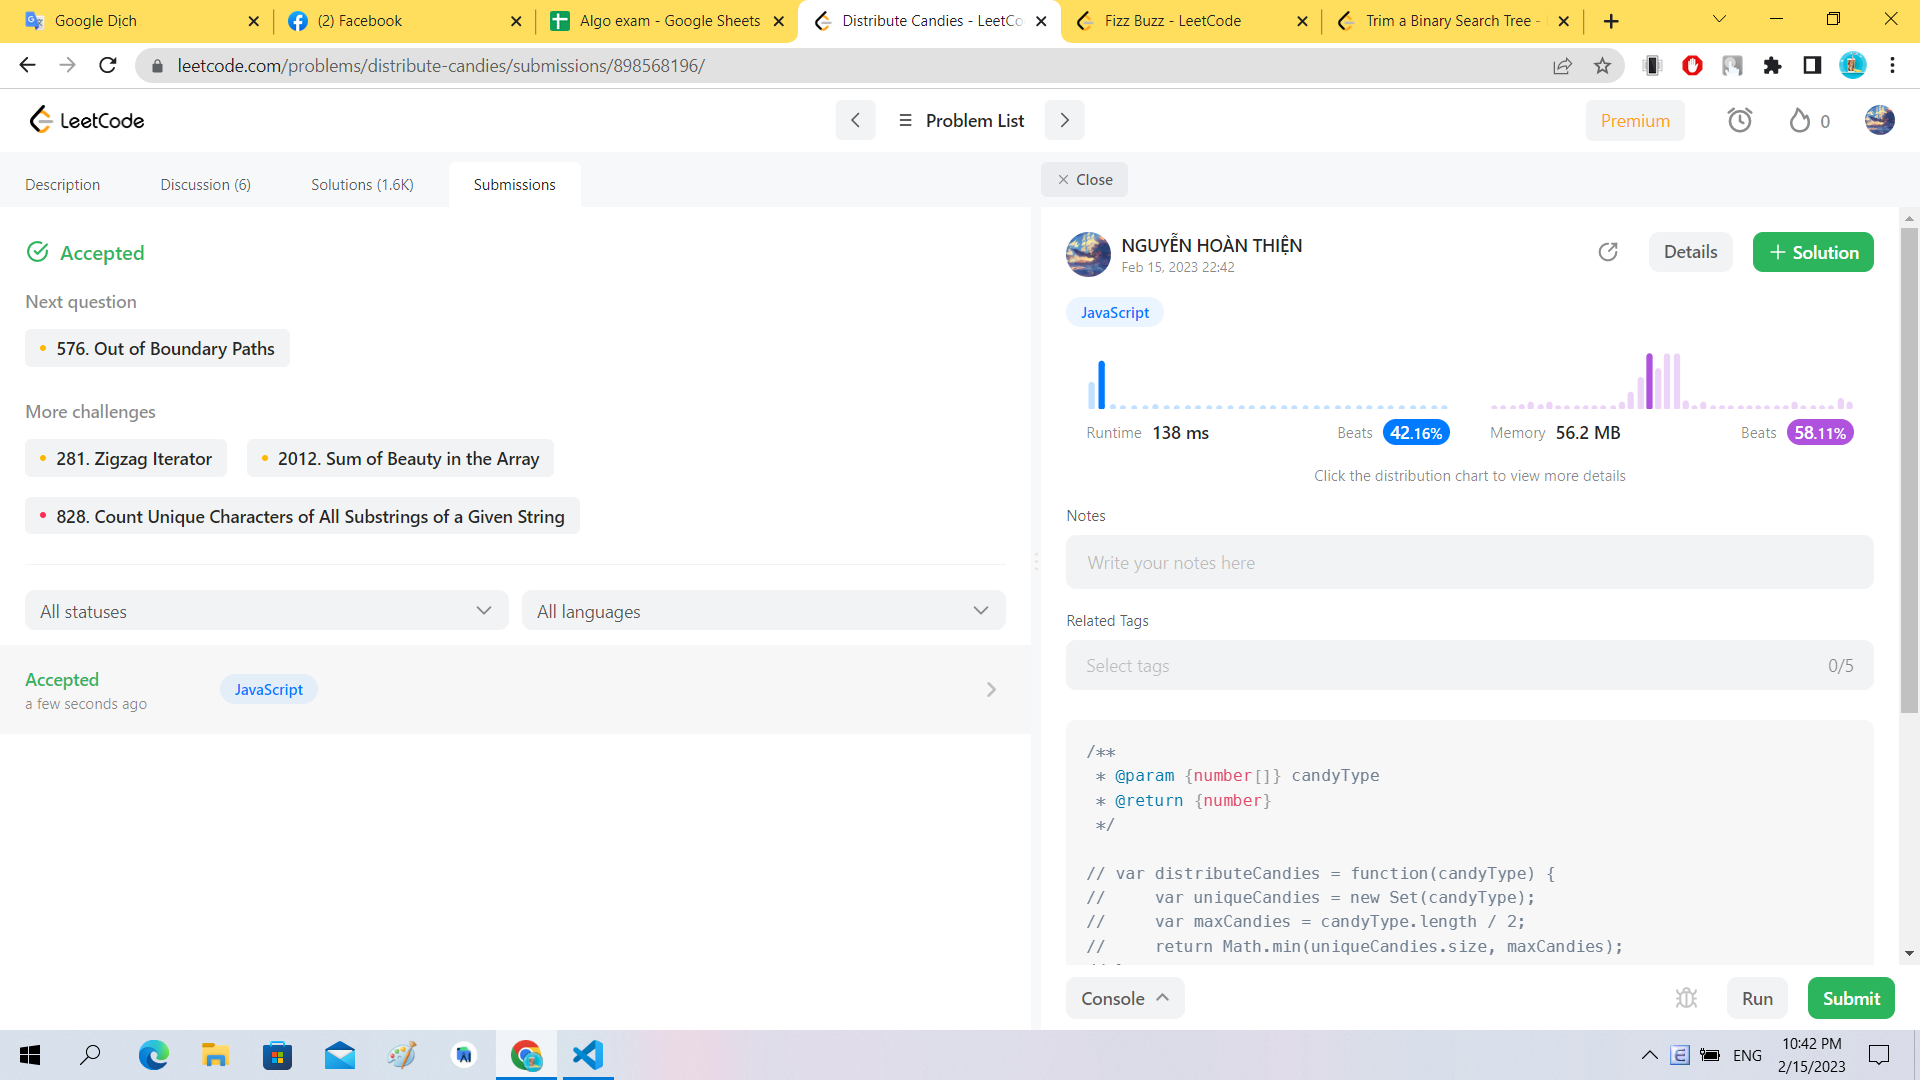 Google Dịch
(2) Facebook
Algo exam - Google Sheets
Distribute Candies - LeetCo
Fizz Buzz - LeetCode
Trim a Binary Search Tree -
leetcode.com/problems/distribute-candies/submissions/898568196/
LeetCode
Problem List
Premium
0
Description
Discussion (6)
Solutions (1.6K)
Submissions
Close
Accepted
Next question
576. Out of Boundary Paths
More challenges
281. Zigzag Iterator
2012. Sum of Beauty in the Array
828. Count Unique Characters of All Substrings of a Given String
All statuses
All languages
Accepted
a few seconds ago
JavaScript
NGUYỄN HOÀN THIỆN
Feb 15, 2023 22:42
Details
Solution
JavaScript
Runtime 138 ms
Beats 42.16%
Memory 56.2 MB
Beats 58.11%
Click the distribution chart to view more details
Notes
Write your notes here
Related Tags
Select tags
0/5
/**
* @param {number[]} candyType
* @return {number}
*/
// var distributeCandies = function(candyType) {
//     var uniqueCandies = new Set(candyType);
//     var maxCandies = candyType.length / 2;
//     return Math.min(uniqueCandies.size, maxCandies);
Console
Run
Submit
ENG
10:42 PM
2/15/2023